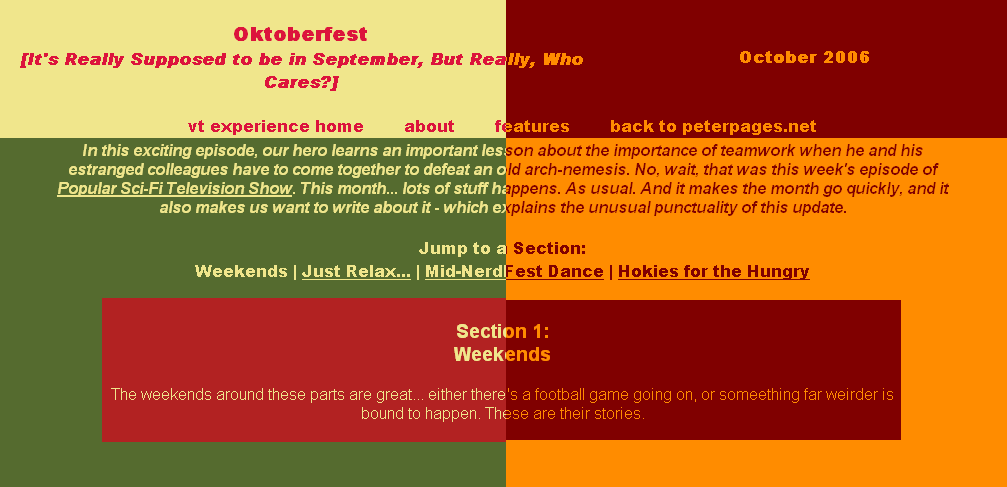 Oktoberfest
[It's Really Supposed to be in September, But Really, Who
Cares?]
October 2006
vt experience home about features back to peterpages.net
In this exciting episode, our hero learns an important lesson about the importance of teamwork when he and his
estranged colleagues have to come together to defeat an old arch-nemesis. No, wait, that was this week's episode of
Popular Sci-Fi Television Show. This month... lots of stuff happens. As usual. And it makes the month go quickly, and it
also makes us want to write about it - which explains the unusual punctuality of this update.
Jump to a Section:
Weekends | Just Relax... | Mid-NerdFest Dance | Hokies for the Hungry
Section 1:
Weekends
The weekends around these parts are great... either there's a football game going on, or someething far weirder is
bound to happen. These are their stories.